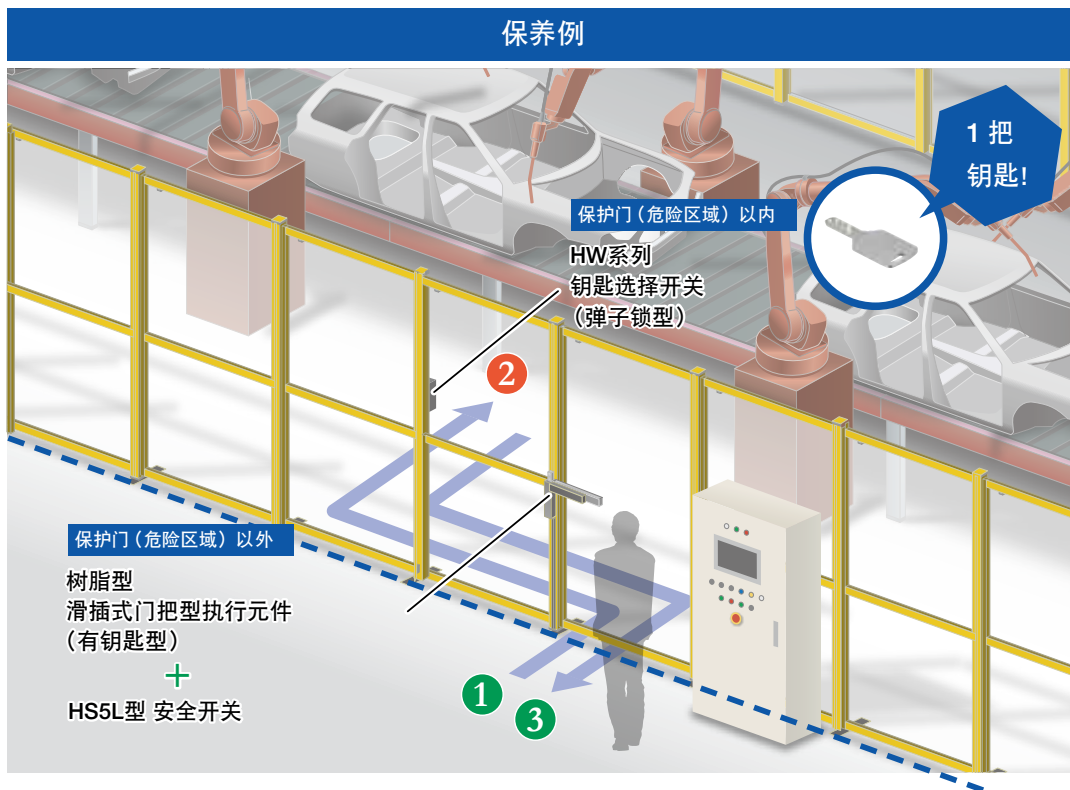 保养例
1 把
钥匙!
保护门（危险区域）以内
HW系列
钥匙选择开关
（弹子锁型）
2
保护门（危险区域）以外
树脂型
滑插式门把型执行元件
（有钥匙型）
+
HS5L型 安全开关
1
3